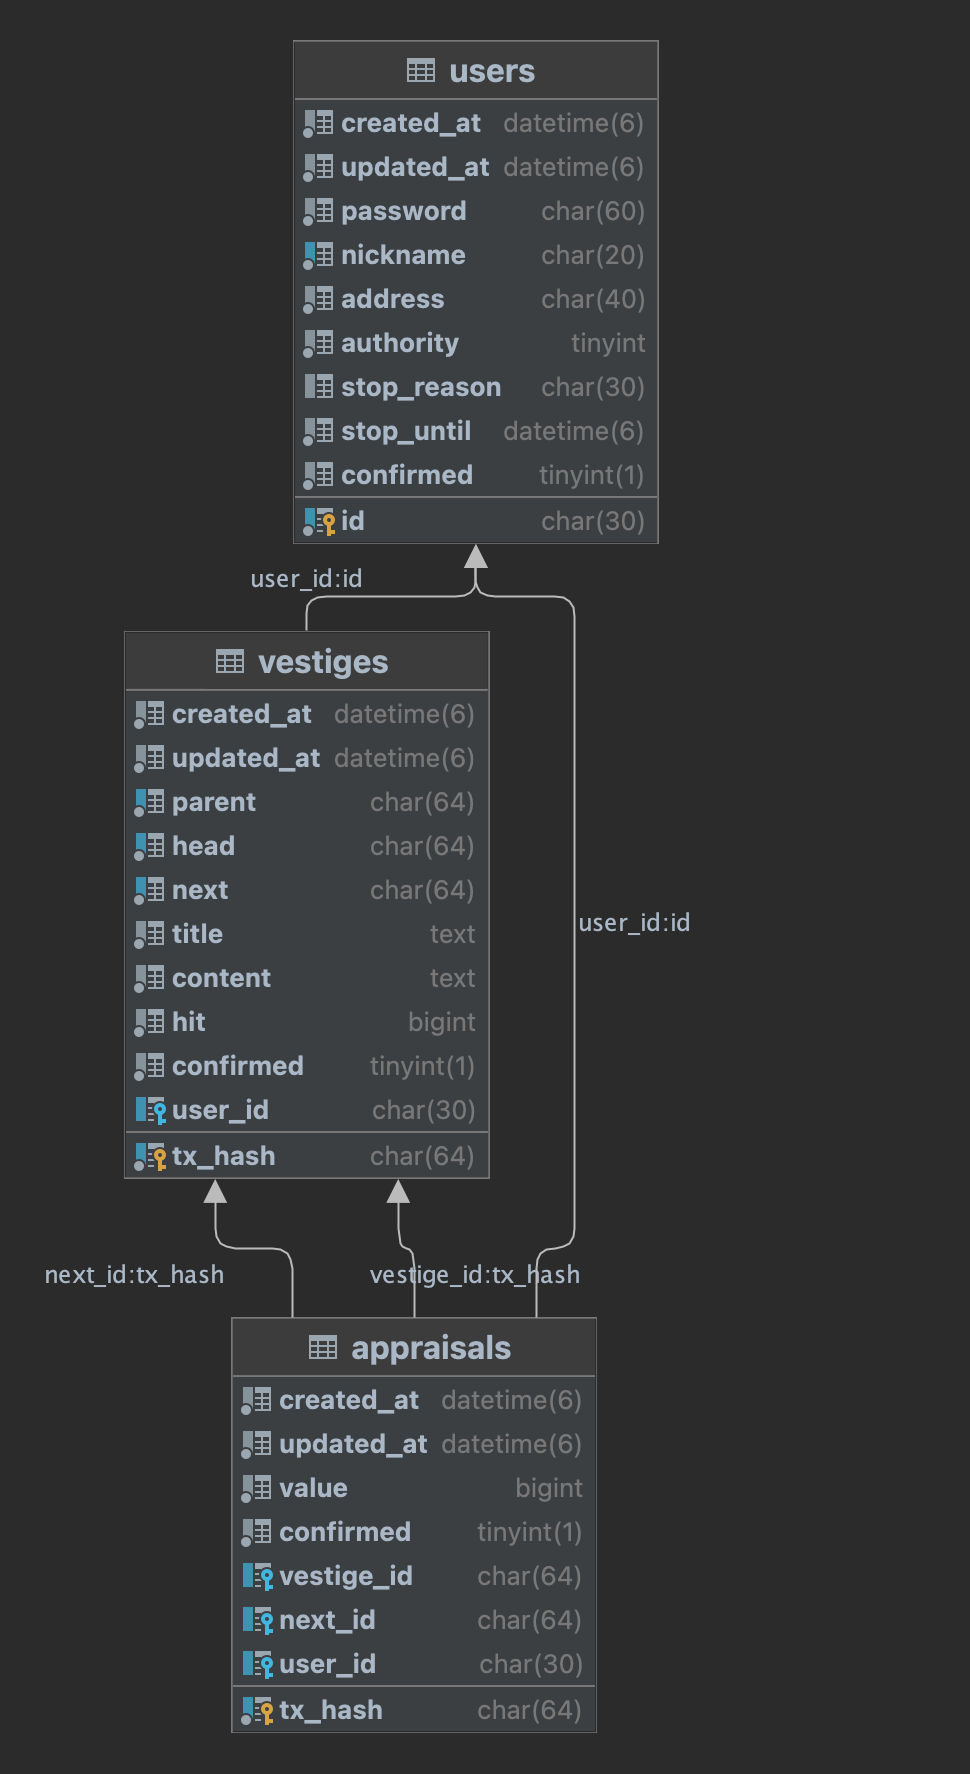 users
created_at datetime(6)
updated_at datetime(6)
password char(60)
nickname char(20)
address char(40)
authority tinyint
stop_reason char(30)
stop_until datetime(6)
confirmed tinyint(1)
id char(30)
user_id:id
vestiges
created_at datetime(6)
updated_at datetime(6)
parent char(64)
head char(64)
next char(64)
title text
content text
hit bigint
confirmed tinyint(1)
user_id char(30)
tx_hash char(64)
user_id:id
next_id:tx_hash
vestige_id:tx_hash
appraisals
created_at datetime(6)
updated_at datetime(6)
value bigint
confirmed tinyint(1)
vestige_id char(64)
next_id char(64)
user_id char(30)
tx_hash char(64)